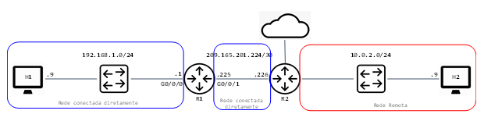 192.168.1.0/24
209.165.201.224/30
10.0.2.0/24
H1
.9
.1
G0/0/0
R1
.225
G0/0/1
.226
R2
.9
H2
Rede conectada diretamente
Rede conectada
diretamente
Rede Remota